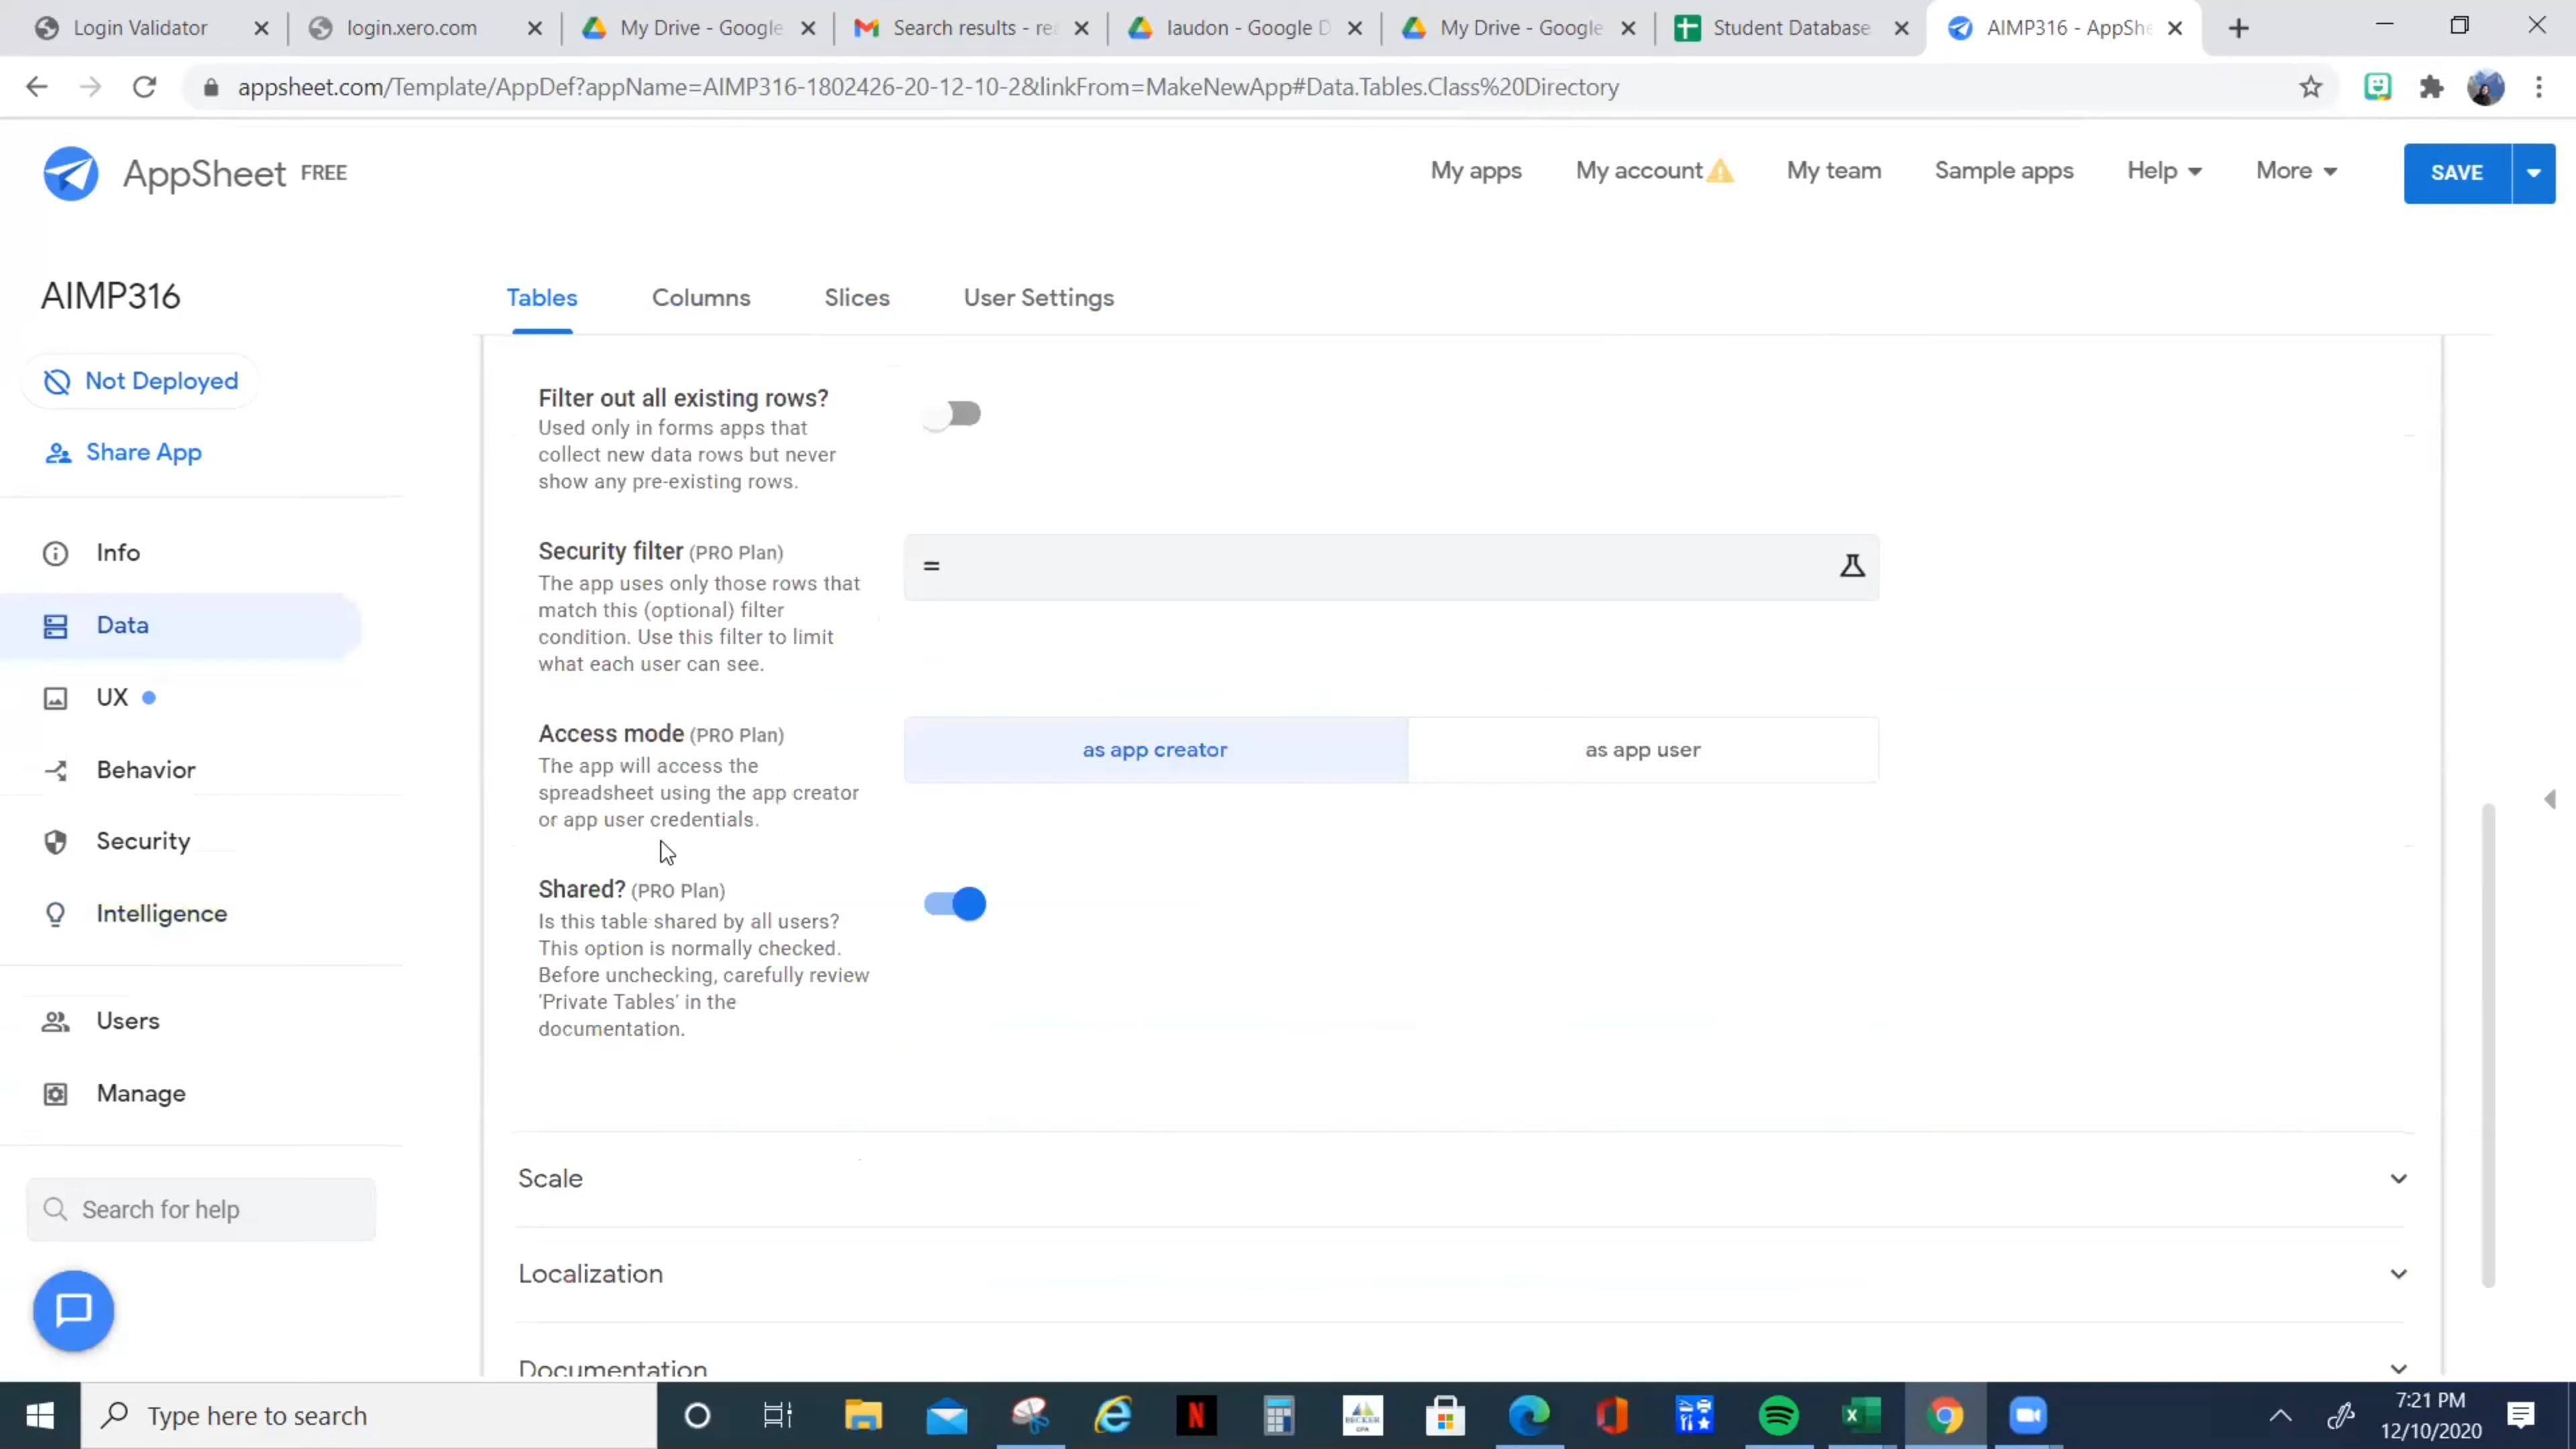 Login Validator
login.xero.com
My Drive - Google
Search results - re
laudon - Google D
My Drive - Google
Student Database
AIMP316 - AppShe
appsheet.com/Template/AppDef?appName=AIMP316-1802426-20-12-10-2&linkFrom=MakeNewApp#Data.Tables.Class%20Directory
AppSheet FREE
My apps
My account
My team
Sample apps
Help
More
SAVE
AIMP316
Tables
Columns
Slices
User Settings
Not Deployed
Share App
Info
Data
UX
Behavior
Security
Intelligence
Users
Manage
Search for help
Filter out all existing rows?
Used only in forms apps that
collect new data rows but never
show any pre-existing rows.
Security filter (PRO Plan)
The app uses only those rows that
match this (optional) filter
condition. Use this filter to limit
what each user can see.
=
Access mode (PRO Plan)
The app will access the
spreadsheet using the app creator
or app user credentials.
as app creator
as app user
Shared? (PRO Plan)
Is this table shared by all users?
This option is normally checked.
Before unchecking, carefully review
'Private Tables' in the
documentation.
Scale
Localization
Documentation
Type here to search
N
BECKER
CPA
7:21 PM
12/10/2020